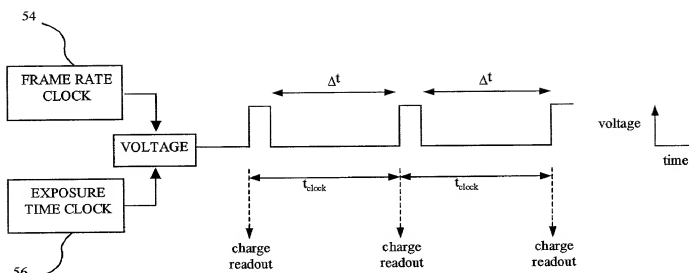 54
FRAME RATE
CLOCK
VOLTAGE
EXPOSURE
TIME CLOCK
56
Δt
Δt
t_clock
t_clock
charge
readout
charge
readout
charge
readout
voltage
time